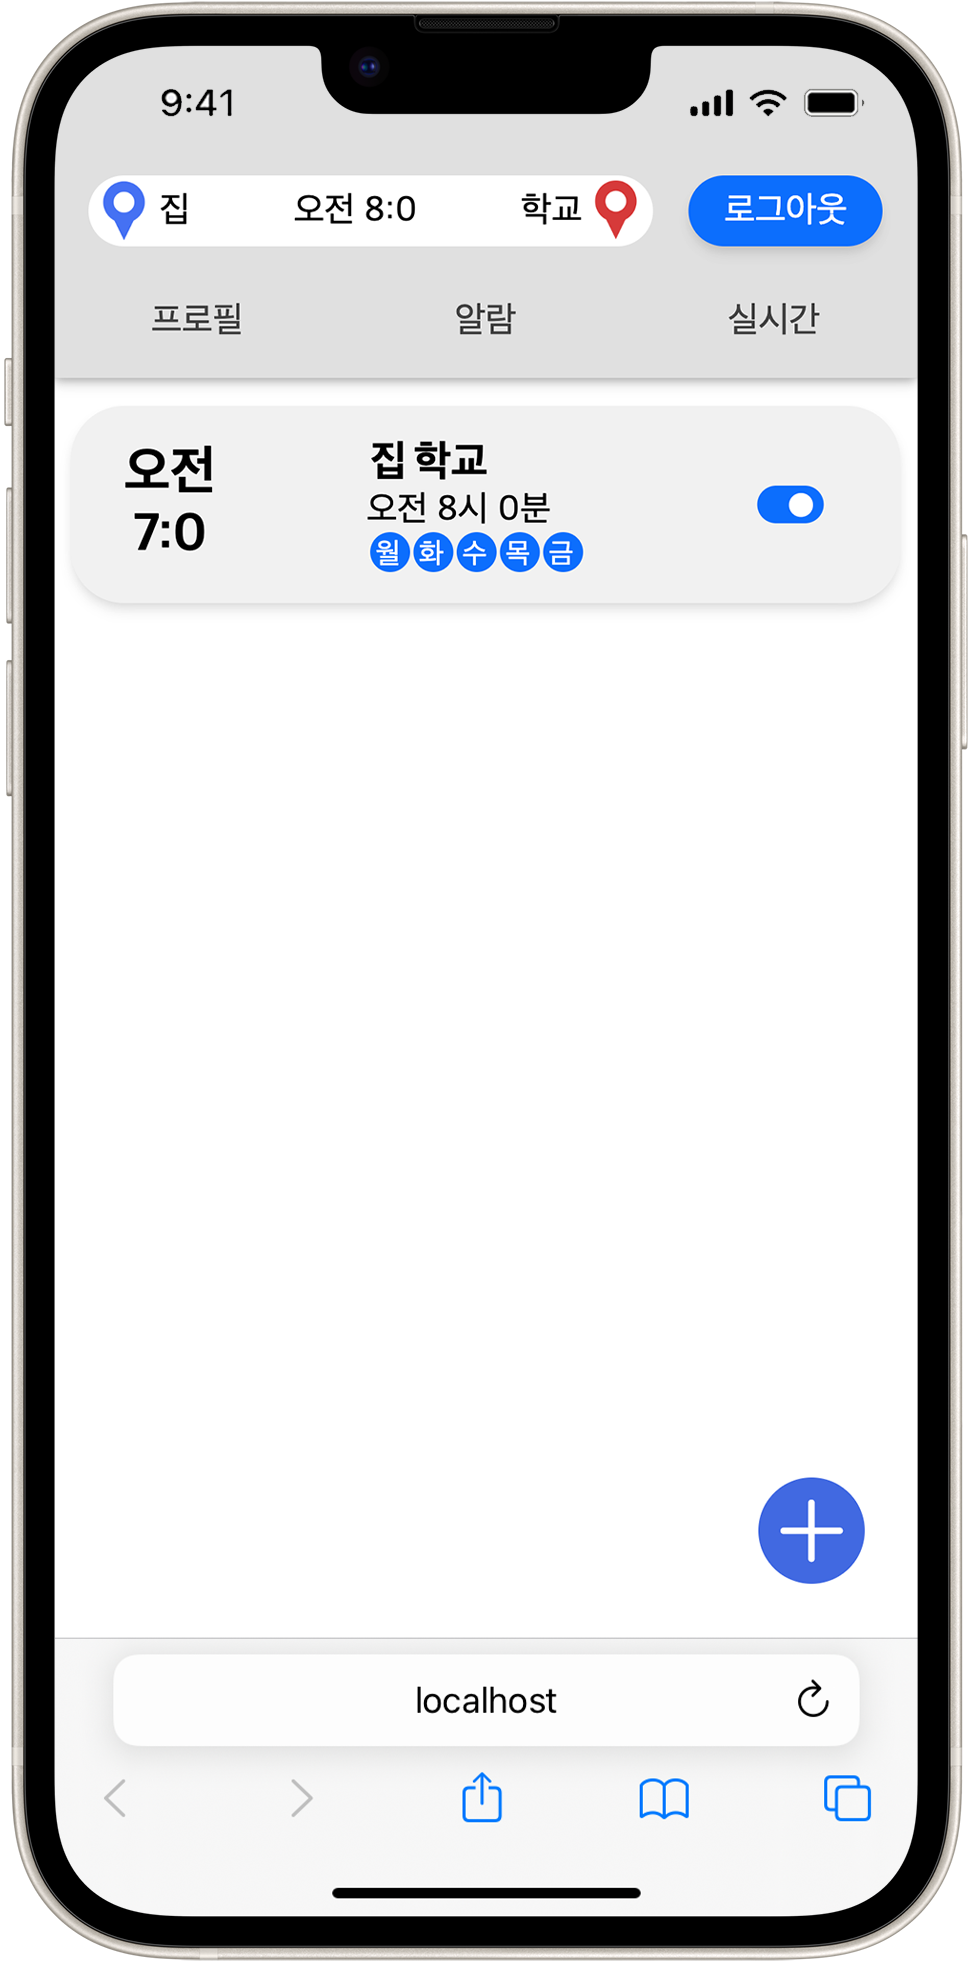 9:41
집 오전 8:0 학교 로그아웃
프로필 알람 실시간
오전
7:0
집 학교
오전 8시 0분
월 화 수 목 금
localhost